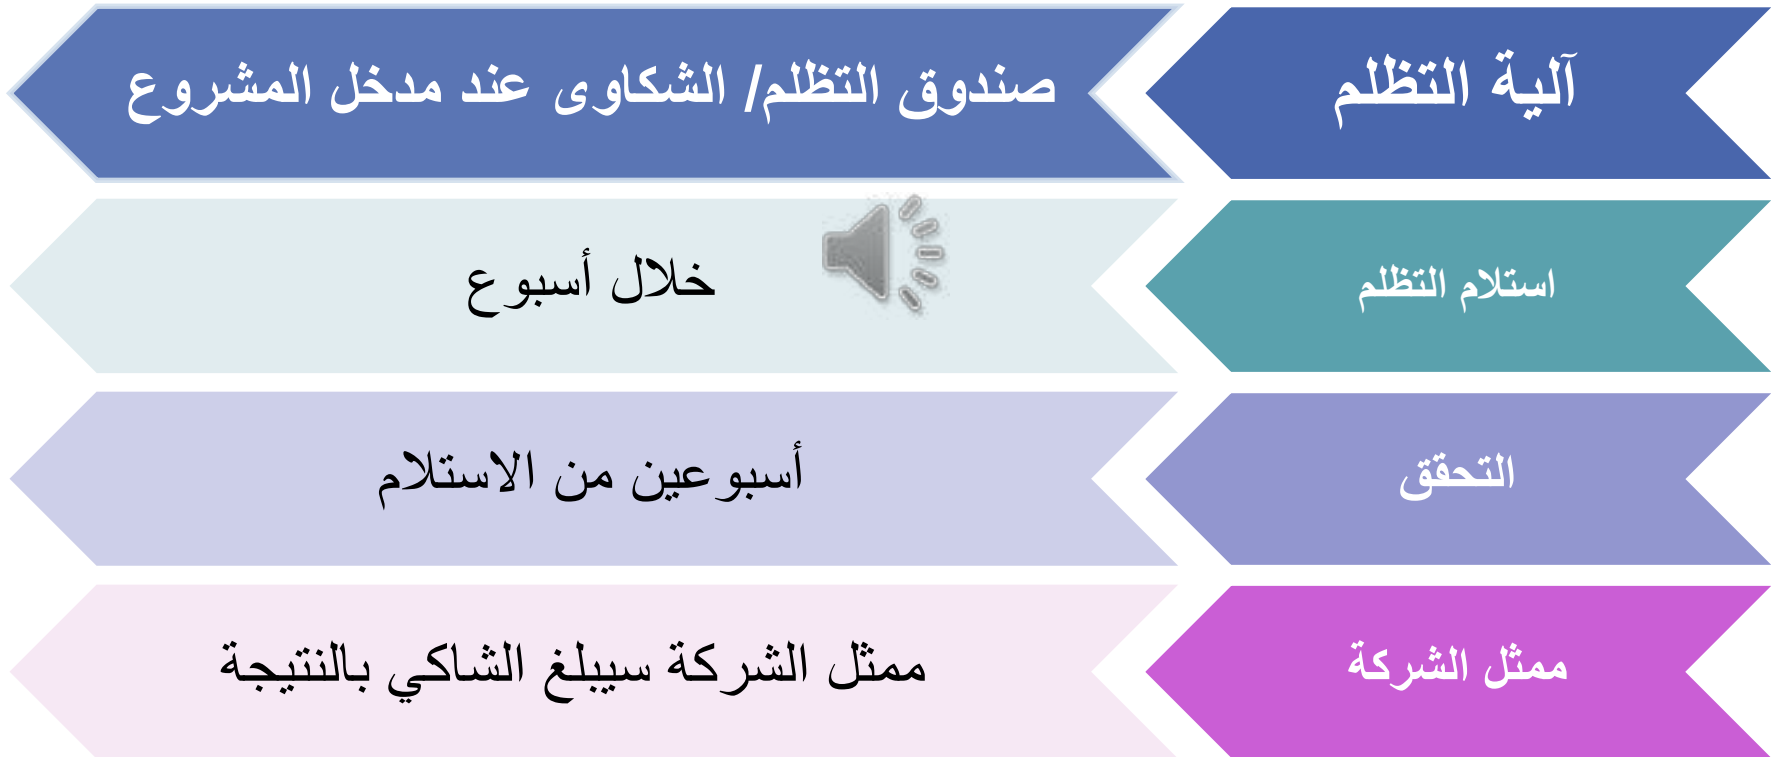 آلية التظلم
صندوق التظلم/ الشكاوى عند مدخل المشروع
استلام التظلم
خلال أسبوع
التحقق
أسبوعين من الاستلام
ممثل الشركة
ممثل الشركة سيبلغ الشاكي بالنتيجة